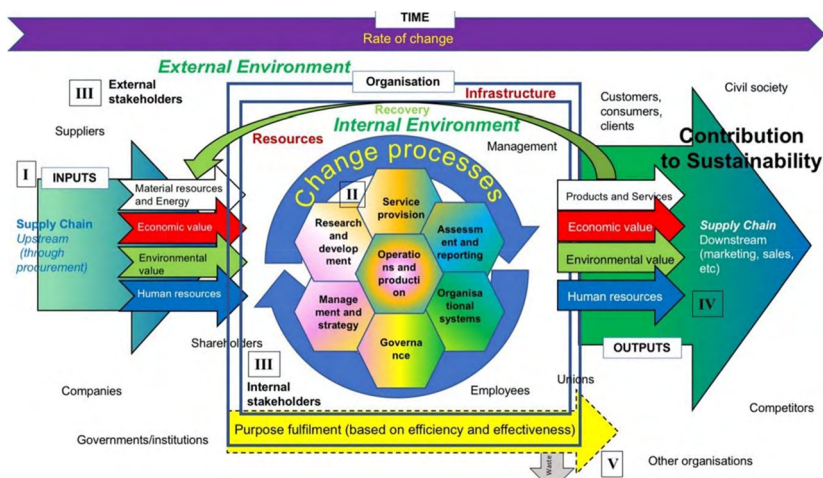 TIME
Rate of change
External Environment
III
External
stakeholders
Organisation
Infrastructure
Recovery
Resources
Internal Environment
Customers,
consumers,
clients
Civil society
Suppliers
Management
Contribution
to Sustainability
Change processes
I
INPUTS
Material resources
and Energy
Economic value
Environmental
value
Human resources
Supply Chain
Upstream
(through
procurement)
II
Service
provision
Research
and
develop
ment
Assessm
ent and
reporting
Operatio
ns and
producti
on
Manage
ment and
strategy
Organisa
tional
systems
Governa
nce
Products and Services
Economic value
Environmental value
Human resources
Supply Chain
Downstream
(marketing, sales,
etc)
IV
OUTPUTS
Shareholders
III
Internal
stakeholders
Companies
Employees
Unions
Competitors
Governments/institutions
Purpose fulfilment (based on efficiency and effectiveness)
Waste
V
Other organisations